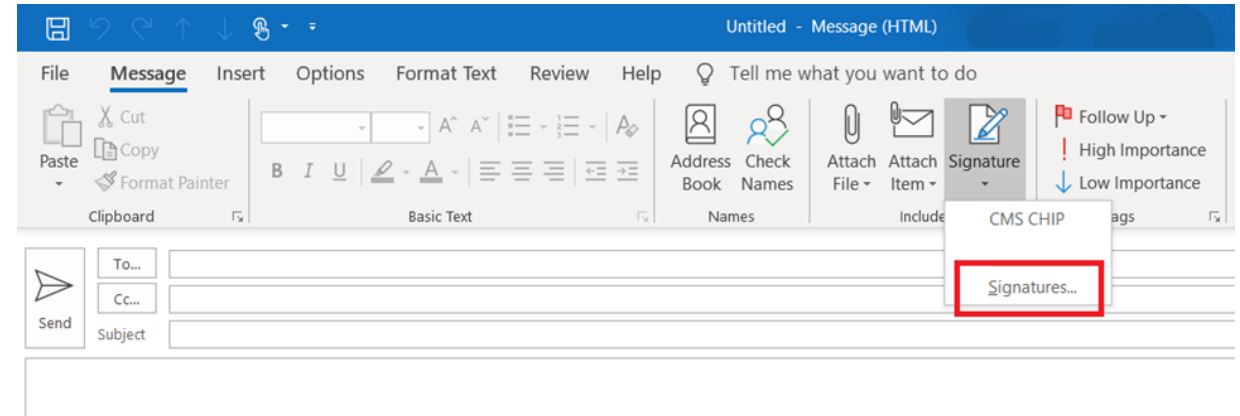 Untitled - Message (HTML)
File Message Insert Options Format Text Review Help Tell me what you want to do
Paste
Cut
Copy
Format Painter
Clipboard
B I U A
Basic Text
Address Book
Check Names
Names
Attach File
Attach Item
Signature
Include
Follow Up
High Importance
Low Importance
ags
CMS CHIP
Signatures...
Send
To...
Cc...
Subject